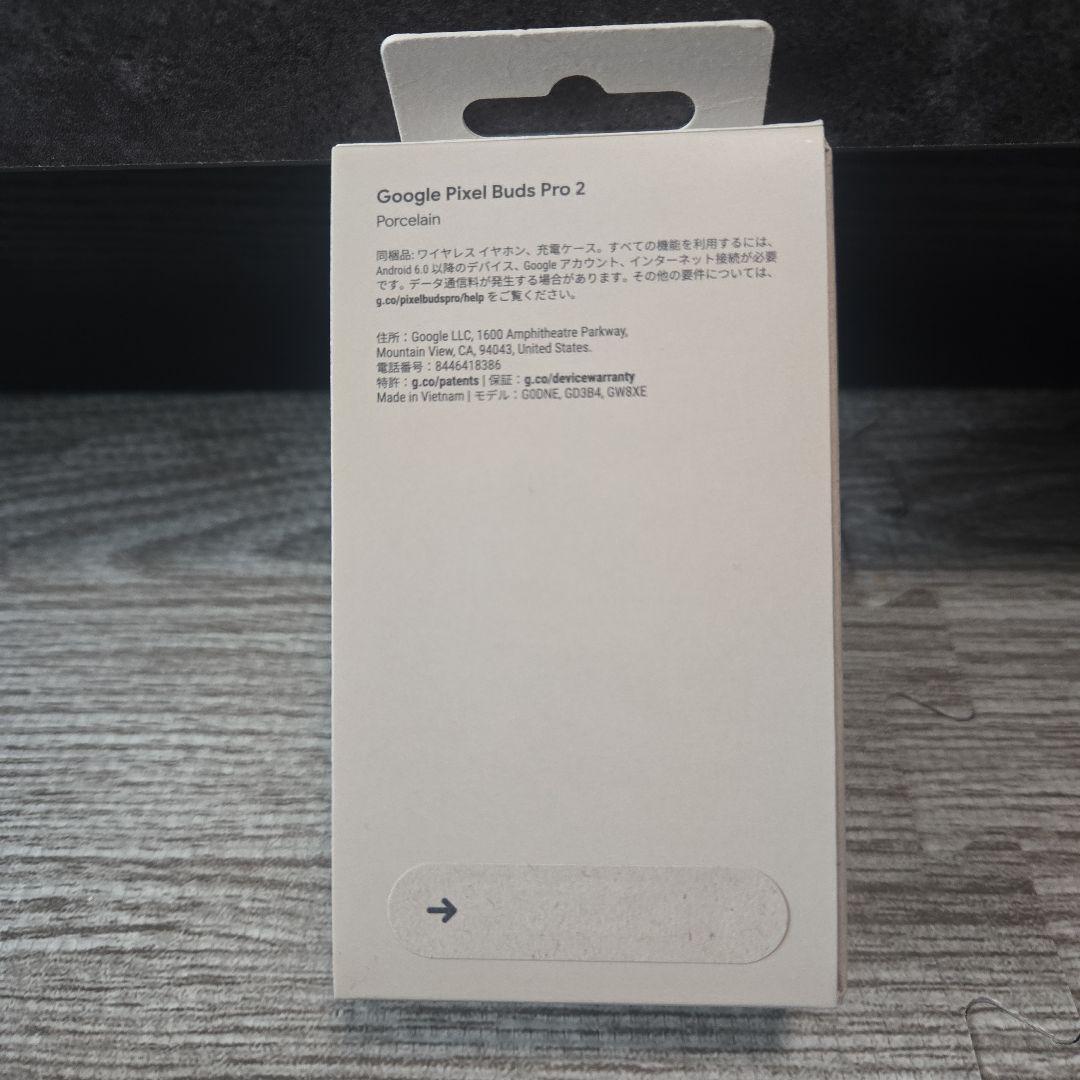 Google Pixel Buds Pro 2
Porcelain
同梱品: ワイヤレス イヤホン、充電ケース。すべての機能を利用するには、
Android 6.0 以降のデバイス、Google アカウント、インターネット接続が必要
です。データ通信料が発生する場合があります。その他の要件については、
g.co/pixelbudspro/help をご覧ください。
住所：Google LLC, 1600 Amphitheatre Parkway,
Mountain View, CA, 94043, United States.
電話番号：8446418386
特許：g.co/patents | 保証：g.co/devicewarranty
Made in Vietnam | モデル：G0DNE, GD3B4, GW8XE